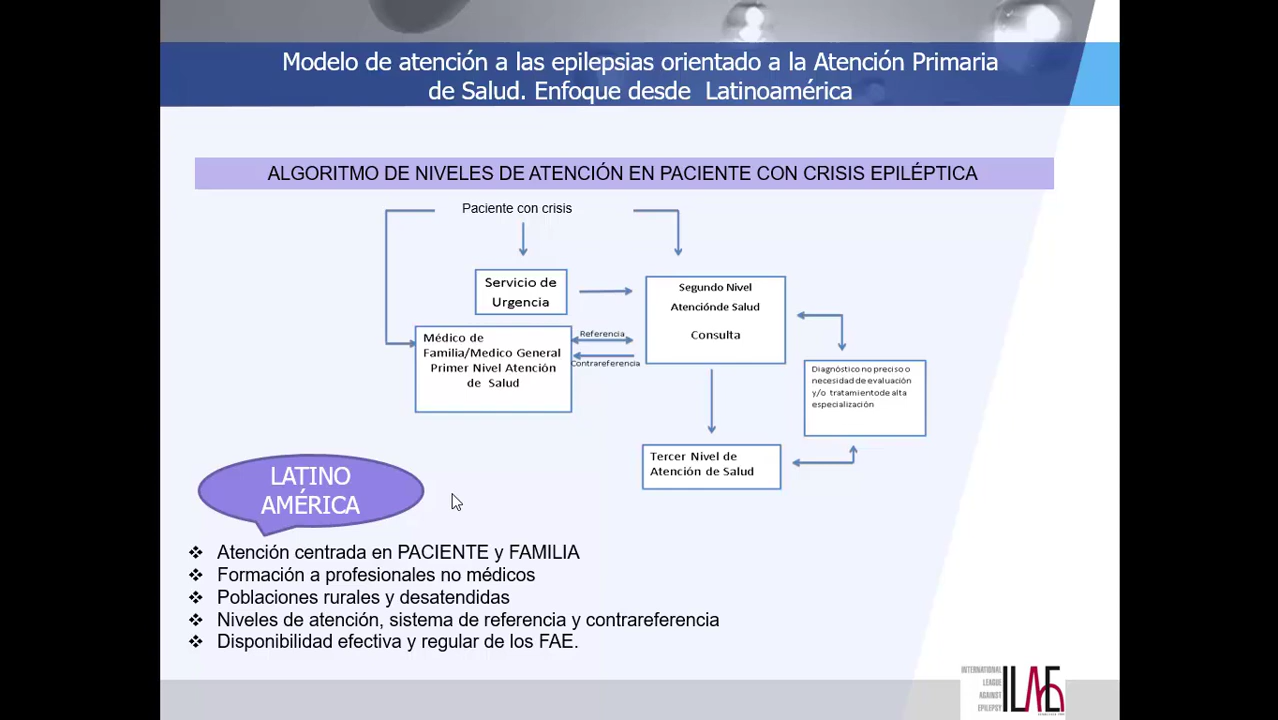 Modelo de atención a las epilepsias orientado a la Atención Primaria
de Salud. Enfoque desde Latinoamérica
ALGORITMO DE NIVELES DE ATENCIÓN EN PACIENTE CON CRISIS EPILÉPTICA
Paciente con crisis
Servicio de
Urgencia
Segundo Nivel
Atenciónde Salud
Consulta
Médico de
Familia/Medico General
Primer Nivel Atención
de Salud
Referencia
Contrareferencia
Diagnóstico no preciso o
necesidad de evaluación
y/o tratamientode alta
especialización
Tercer Nivel de
Atención de Salud
LATINO
AMÉRICA
❖ Atención centrada en PACIENTE y FAMILIA
❖ Formación a profesionales no médicos
❖ Poblaciones rurales y desatendidas
❖ Niveles de atención, sistema de referencia y contrareferencia
❖ Disponibilidad efectiva y regular de los FAE.
INTERNATIONAL
LEAGUE
AGAINST
EPILEPSY
ILAE